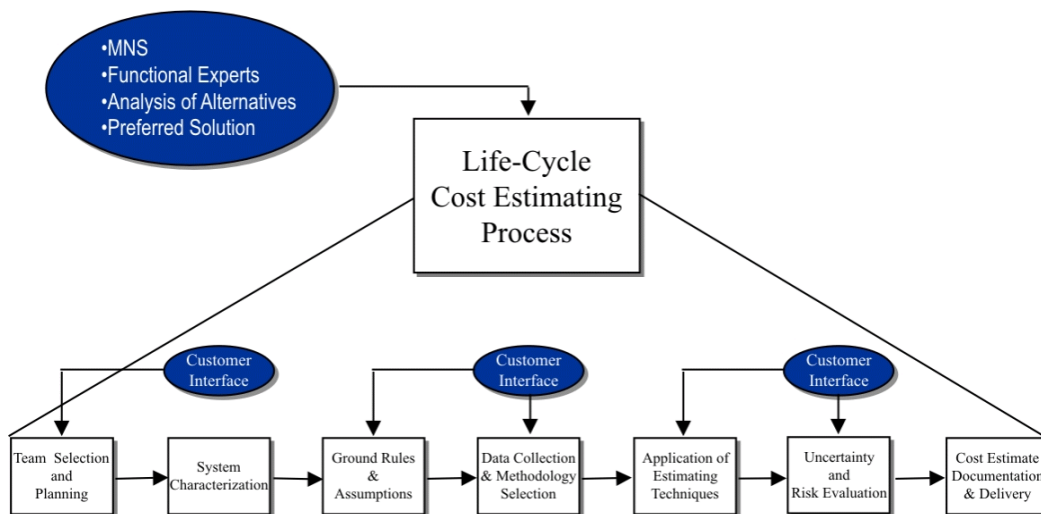 •MNS
•Functional Experts
•Analysis of Alternatives
•Preferred Solution
Life-Cycle
Cost Estimating
Process
Customer
Interface
Customer
Interface
Customer
Interface
Team Selection
and
Planning
System
Characterization
Ground Rules
&
Assumptions
Data Collection
& Methodology
Selection
Application of
Estimating
Techniques
Uncertainty
and
Risk Evaluation
Cost Estimate
Documentation
& Delivery